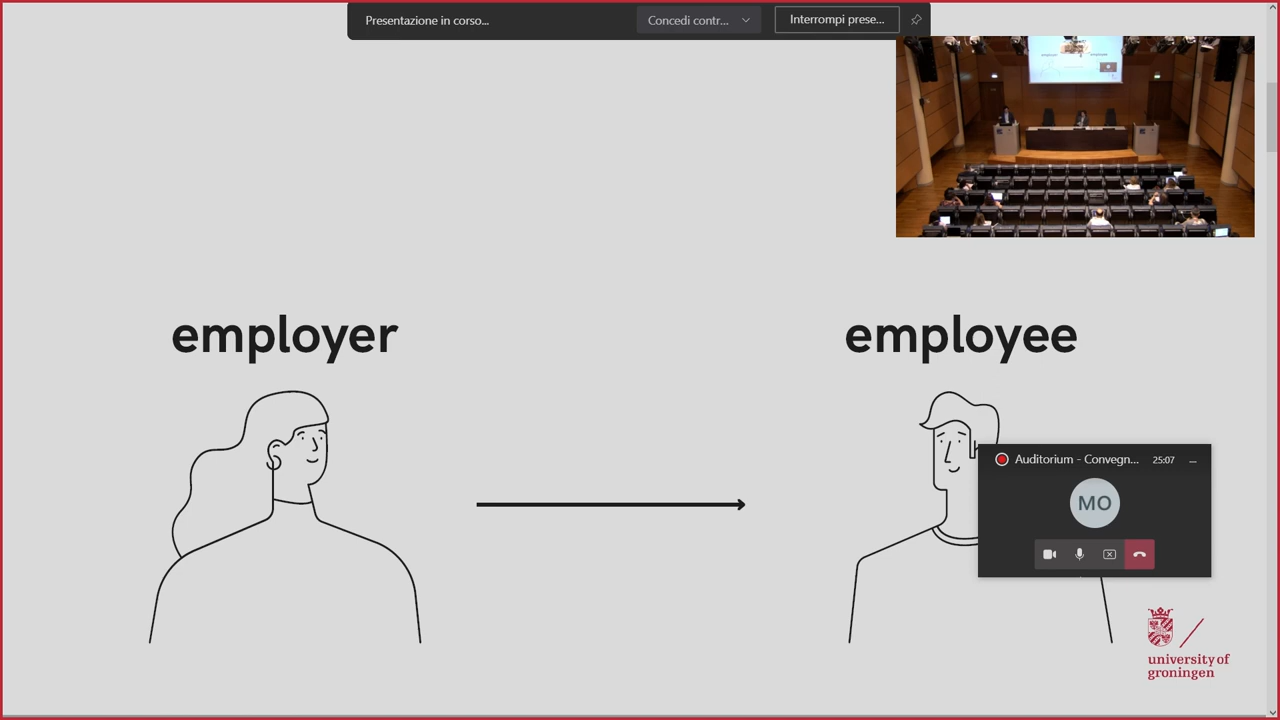 Presentazione in corso...
Concedi contr...
Interrompi prese...
employer
employee
Auditorium - Convegn...
25:07
MO
university of
groningen